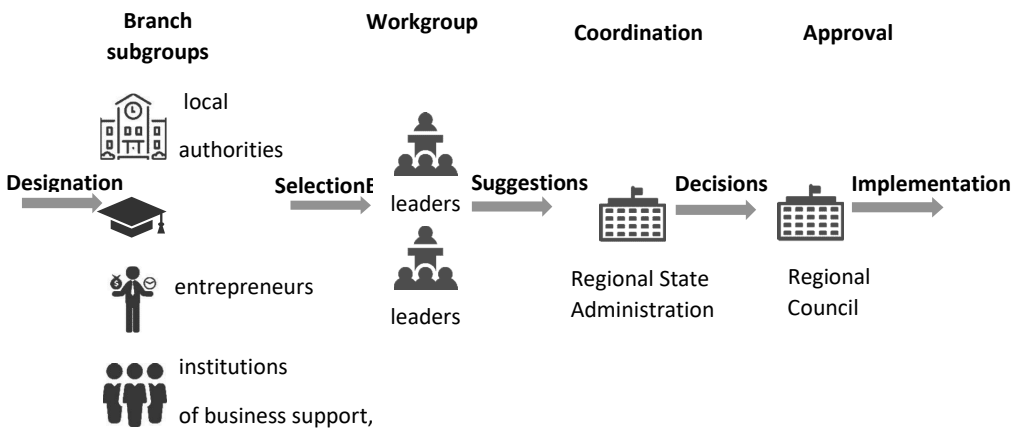 Branch
subgroups
Workgroup
Coordination
Approval
local
authorities
Designation
SelectionE
Suggestions
Decisions
Implementation
leaders
entrepreneurs
leaders
Regional State
Administration
Regional
Council
institutions
of business support,